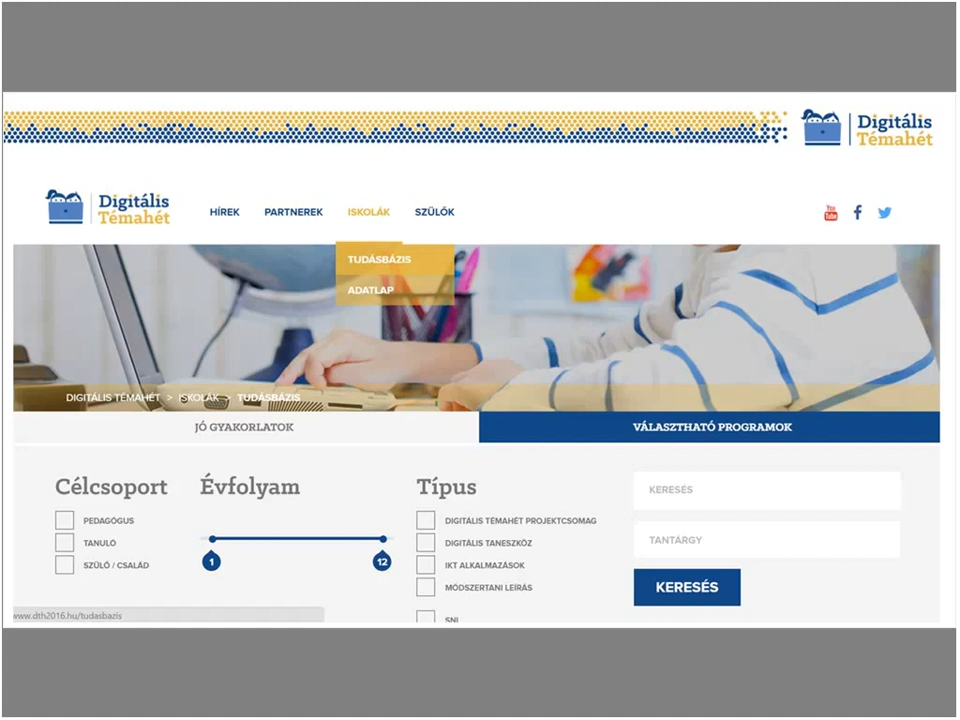 Digitális
Témahét
Digitális
Témahét
HÍREK
PARTNEREK
ISKOLÁK
SZÜLŐK
You
Tube
TUDÁSBÁZIS
ADATLAP
DIGITÁLIS TÉMAHÉT > ISKOLÁK > TUDÁSBÁZIS
JÓ GYAKORLATOK
VÁLASZTHATÓ PROGRAMOK
Célcsoport
PEDAGÓGUS
TANULÓ
SZÜLŐ / CSALÁD
Évfolyam
1
12
Típus
DIGITÁLIS TÉMAHÉT PROJEKTCSOMAG
DIGITÁLIS TANESZKÖZ
IKT ALKALMAZÁSOK
MÓDSZERTANI LEÍRÁS
SNI
KERESÉS
TANTÁRGY
KERESÉS
www.dth2016.hu/tudasbazis